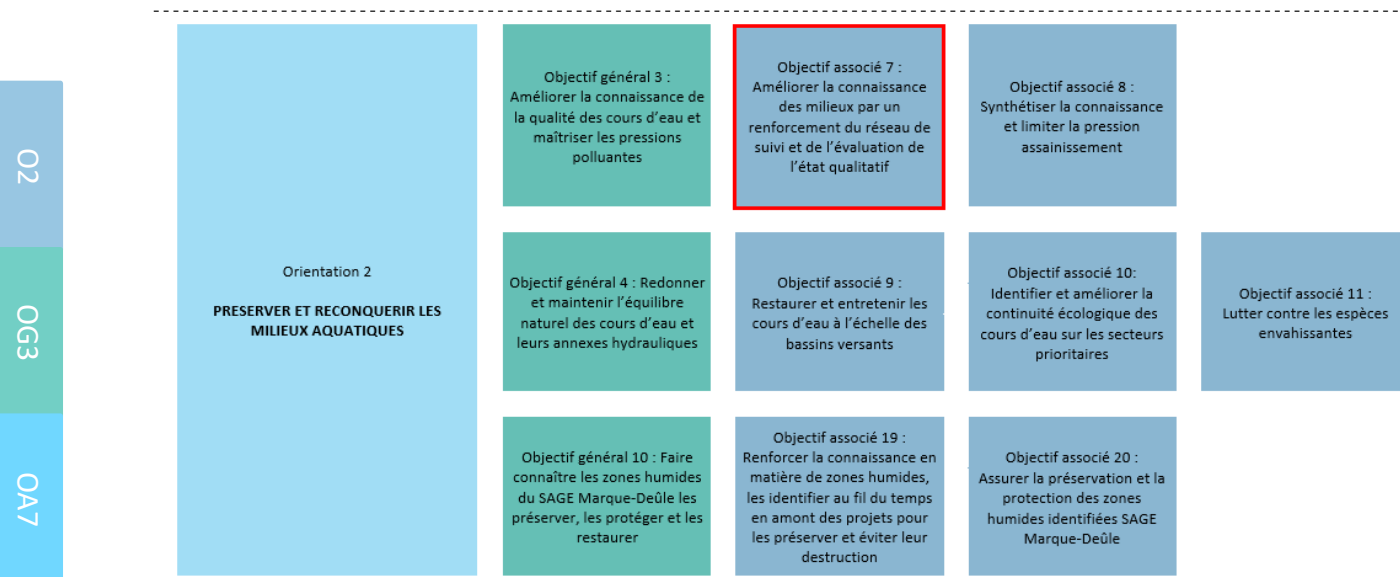 O2
OG3
OA7
Orientation 2
PRESERVER ET RECONQUERIR LES
MILIEUX AQUATIQUES
Objectif général 3 :
Améliorer la connaissance de
la qualité des cours d'eau et
maîtriser les pressions
polluantes
Objectif associé 7 :
Améliorer la connaissance
des milieux par un
renforcement du réseau de
suivi et de l'évaluation de
l'état qualitatif
Objectif associé 8 :
Synthétiser la connaissance
et limiter la pression
assainissement
Objectif général 4 : Redonner
et maintenir l'équilibre
naturel des cours d'eau et
leurs annexes hydrauliques
Objectif associé 9 :
Restaurer et entretenir les
cours d'eau à l'échelle des
bassins versants
Objectif associé 10:
Identifier et améliorer la
continuité écologique des
cours d'eau sur les secteurs
prioritaires
Objectif associé 11 :
Lutter contre les espèces
envahissantes
Objectif général 10 : Faire
connaître les zones humides
du SAGE Marque-Deûle les
préserver, les protéger et les
restaurer
Objectif associé 19 :
Renforcer la connaissance en
matière de zones humides,
les identifier au fil du temps
en amont des projets pour
les préserver et éviter leur
destruction
Objectif associé 20 :
Assurer la préservation et la
protection des zones
humides identifiées SAGE
Marque-Deûle